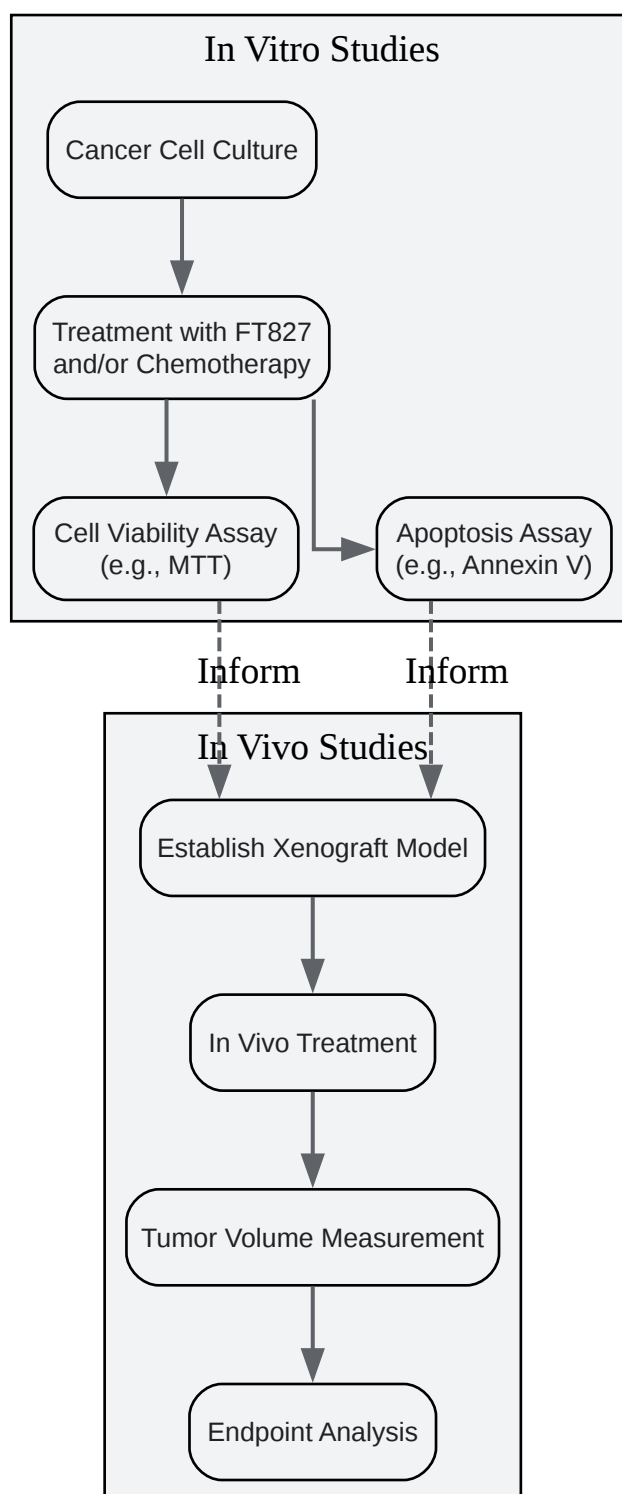 In Vitro Studies
Cancer Cell Culture
Treatment with FT827
and/or Chemotherapy
Cell Viability Assay
(e.g., MTT)
Apoptosis Assay
(e.g., Annexin V)
Inform
Inform
In Vivo Studies
Establish Xenograft Model
In Vivo Treatment
Tumor Volume Measurement
Endpoint Analysis